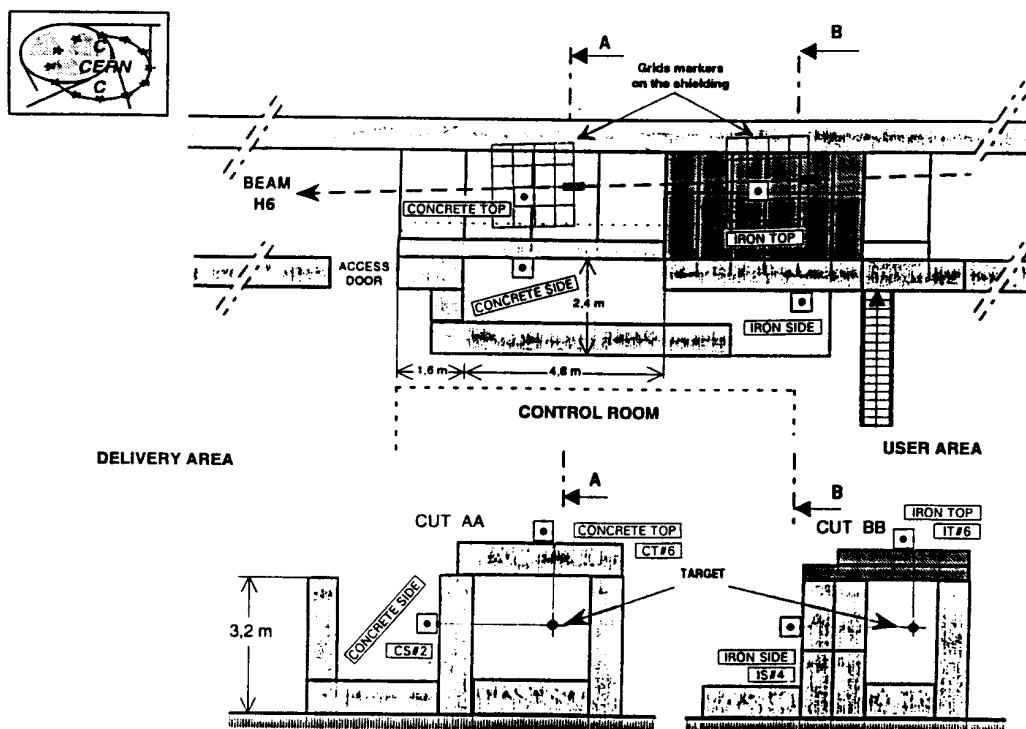 C
CERN
C
A
B
Grids markers
on the shielding
BEAM
H6
CONCRETE TOP
IRON TOP
ACCESS
DOOR
CONCRETE SIDE
2,4 m
IRON SIDE
1,6 m
4,6 m
CONTROL ROOM
DELIVERY AREA
USER AREA
A
B
CUT AA
CONCRETE TOP
CT#6
CUT BB
IRON TOP
IT#6
TARGET
CONCRETE SIDE
3,2 m
CS#2
IRON SIDE
IS#4